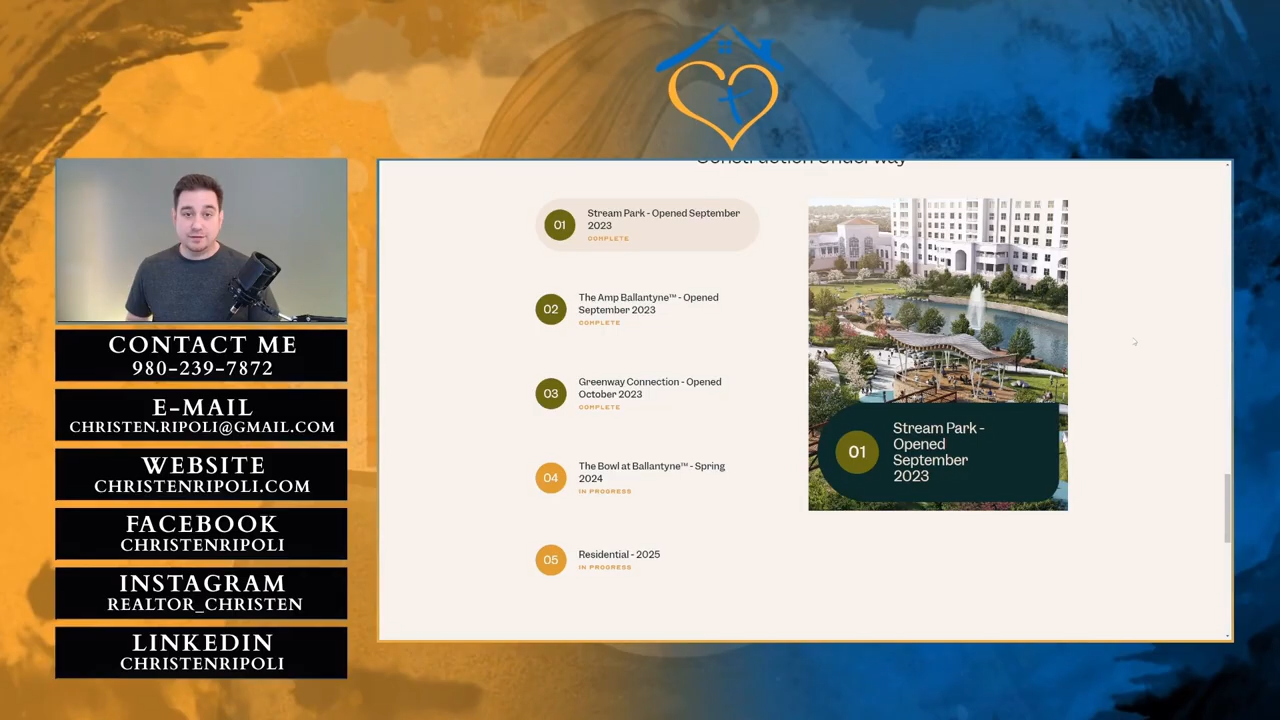 CONTACT ME
980-239-7872
E-MAIL
CHRISTEN.RIPOLI@GMAIL.COM
WEBSITE
CHRISTENRIPOLI.COM
FACEBOOK
CHRISTENRIPOLI
INSTAGRAM
REALTOR_CHRISTEN
LINKEDIN
CHRISTENRIPOLI
Construction Underway
01
Stream Park - Opened September
2023
COMPLETE
02
The Amp Ballantyne™ - Opened
September 2023
COMPLETE
03
Greenway Connection - Opened
October 2023
COMPLETE
04
The Bowl at Ballantyne™ - Spring
2024
IN PROGRESS
05
Residential - 2025
IN PROGRESS
01
Stream Park -
Opened
September
2023